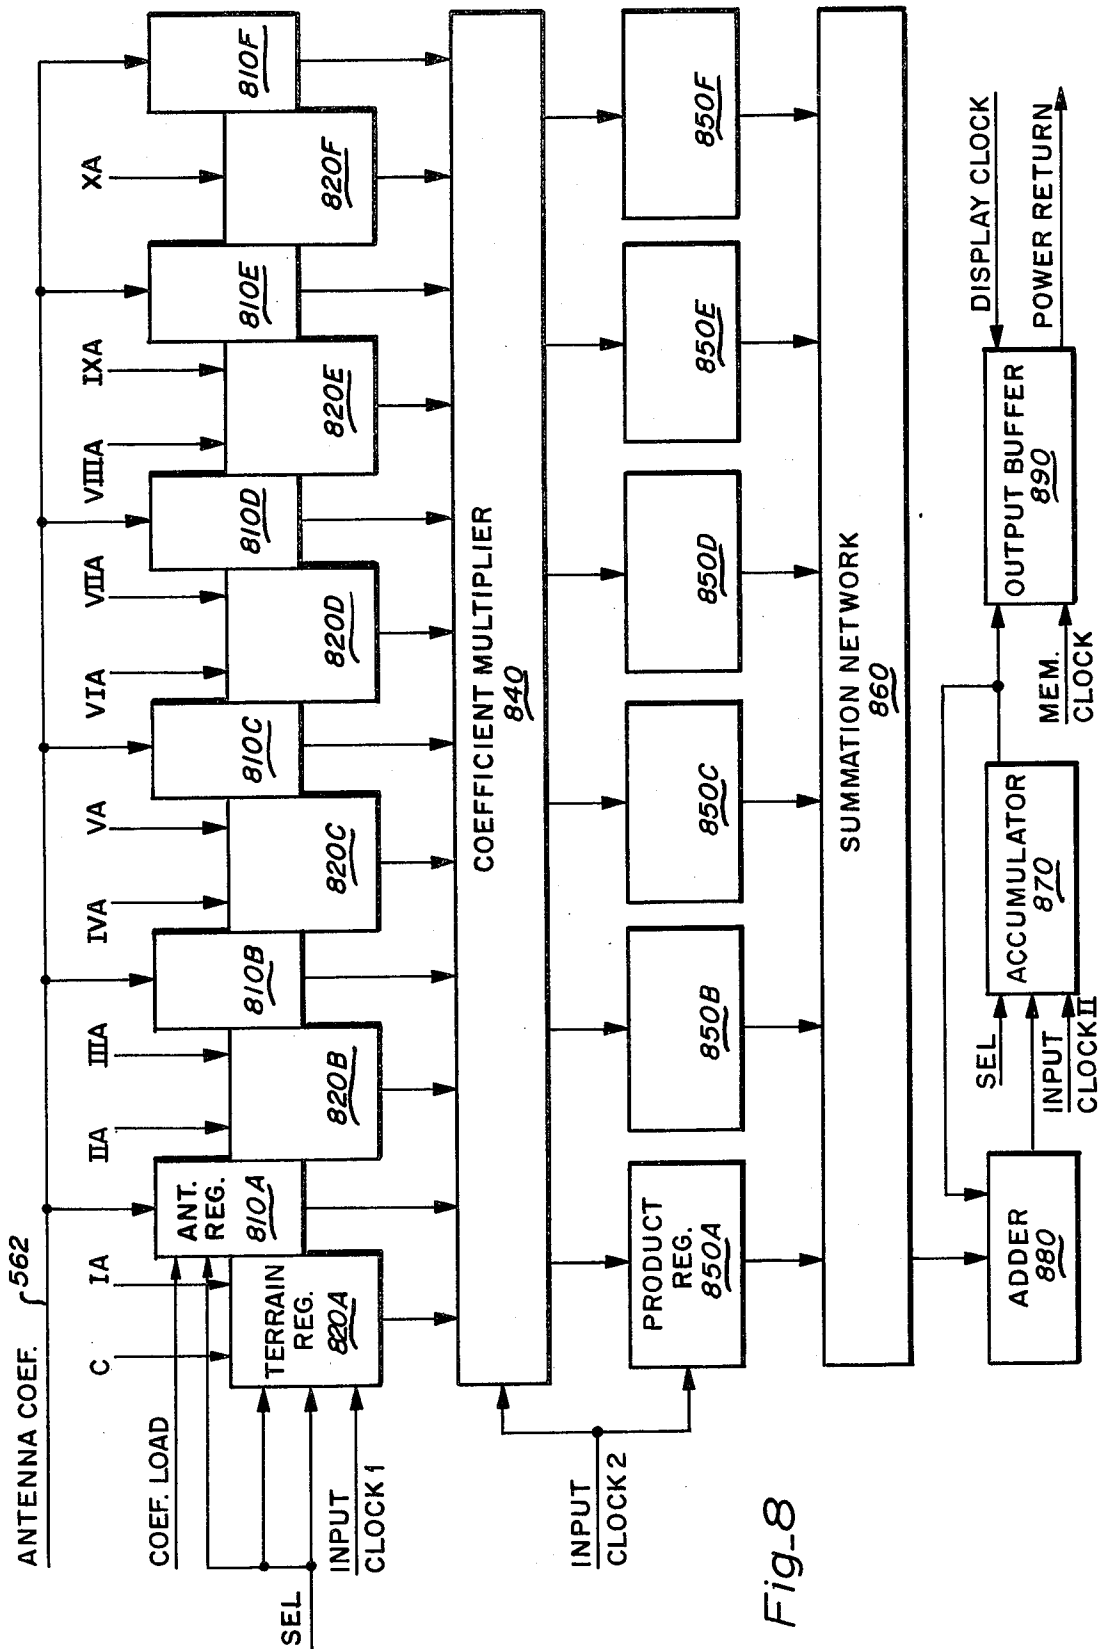 ANTENNA COEF.
562
C
IA
IIA
IIIA
IVA
VA
VIA
VIIA
VIIIA
IXA
XA
COEF. LOAD
SEL
INPUT
CLOCK 1
ANT.
REG.
810A
810B
810C
810D
810E
810F
TERRAIN
REG.
820A
820B
820C
820D
820E
820F
COEFFICIENT MULTIPLIER
840
INPUT
CLOCK 2
PRODUCT
REG.
850A
850B
850C
850D
850E
850F
SUMMATION NETWORK
860
ADDER
880
SEL
INPUT
CLOCK II
ACCUMULATOR
870
MEM.
CLOCK
OUTPUT BUFFER
890
DISPLAY CLOCK
POWER RETURN
Fig_8